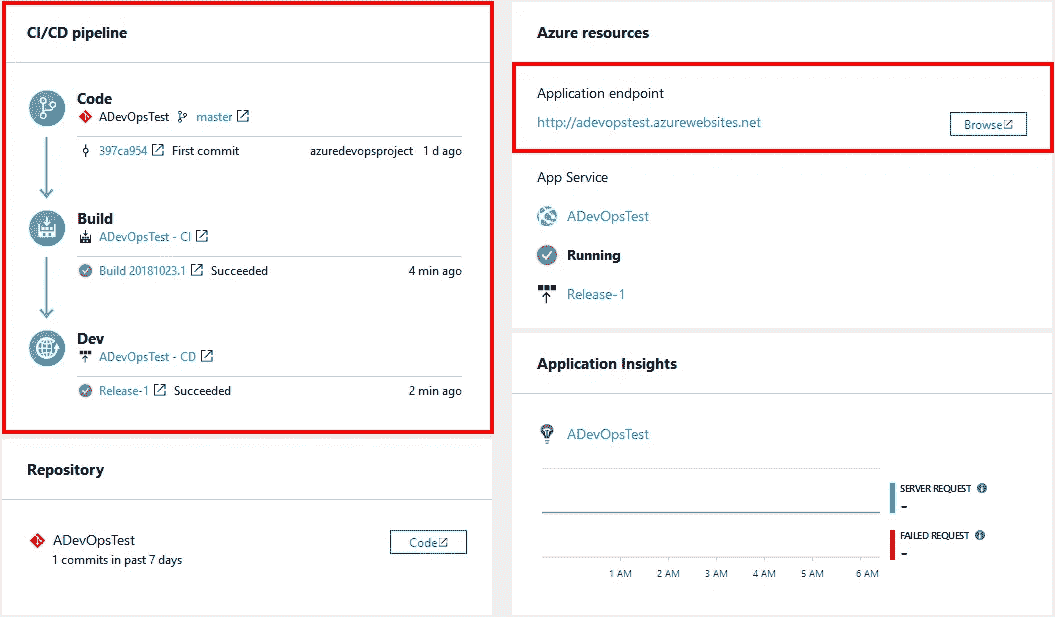 CI/CD pipeline
Code
ADevOpsTest master
397ca954 First commit azuredevopsproject 1 d ago
Build
ADevOpsTest - CI
Build 20181023.1 Succeeded 4 min ago
Dev
ADevOpsTest - CD
Release-1 Succeeded 2 min ago
Repository
ADevOpsTest
1 commits in past 7 days
Code
Azure resources
Application endpoint
http://adevopstest.azurewebsites.net
Browse
App Service
ADevOpsTest
Running
Release-1
Application Insights
ADevOpsTest
SERVER REQUEST
--
FAILED REQUEST
--
1 AM 2 AM 3 AM 4 AM 5 AM 6 AM